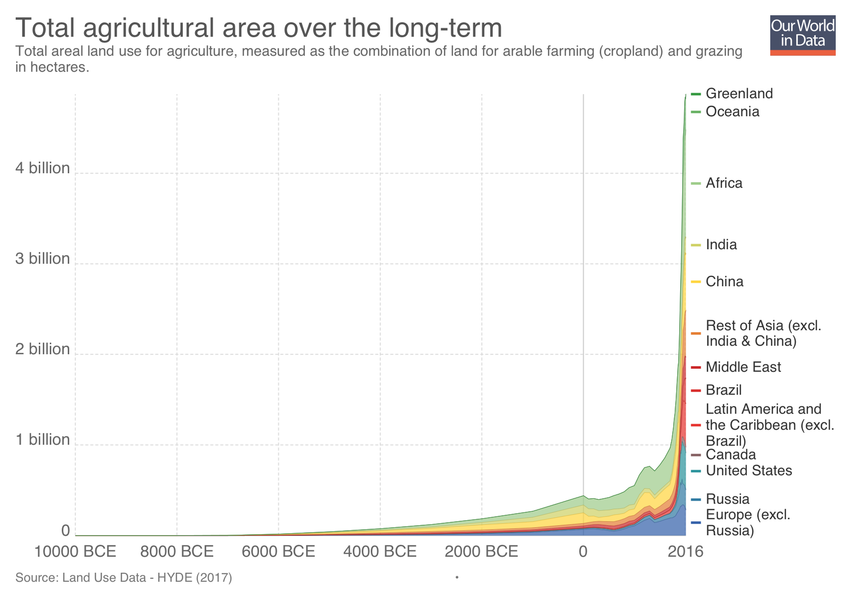 Total agricultural area over the long-term
Total areal land use for agriculture, measured as the combination of land for arable farming (cropland) and grazing
in hectares.
Our World
in Data
4 billion
3 billion
2 billion
1 billion
0
10000 BCE
8000 BCE
6000 BCE
4000 BCE
2000 BCE
0
2016
Greenland
Oceania
Africa
India
China
Rest of Asia (excl.
India & China)
Middle East
Brazil
Latin America and
the Caribbean (excl.
Brazil)
Canada
United States
Russia
Europe (excl.
Russia)
Source: Land Use Data - HYDE (2017)